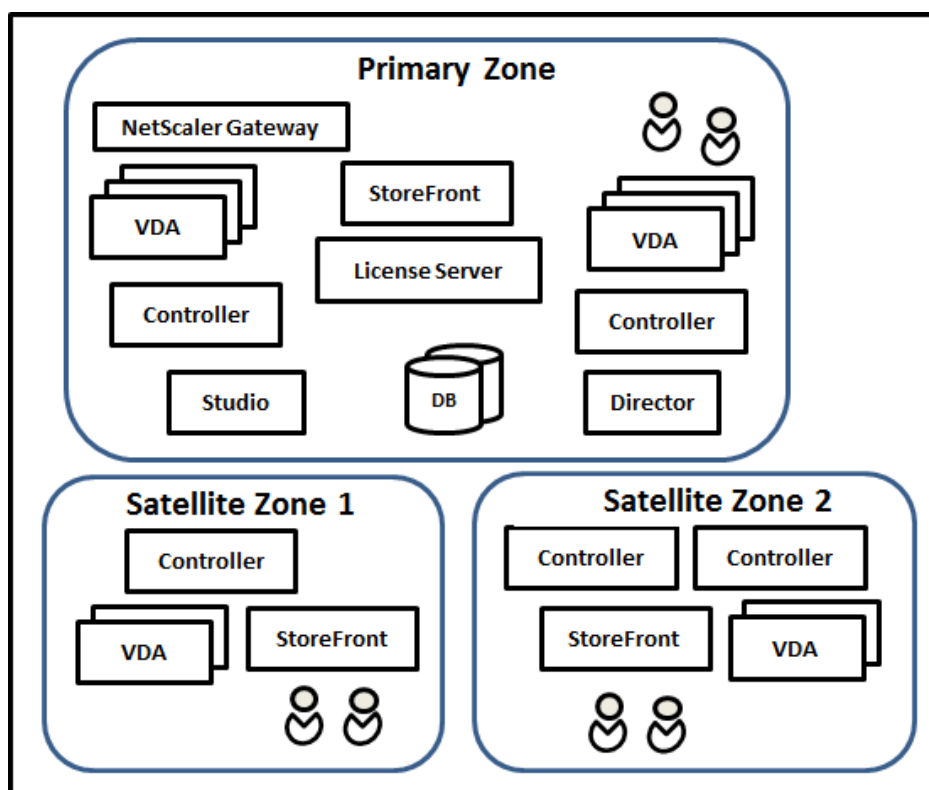 Primary Zone
NetScaler Gateway
StoreFront
VDA
VDA
License Server
Controller
Controller
Studio
DB
Director
Satellite Zone 1
Controller
VDA
StoreFront
Satellite Zone 2
Controller
Controller
StoreFront
VDA